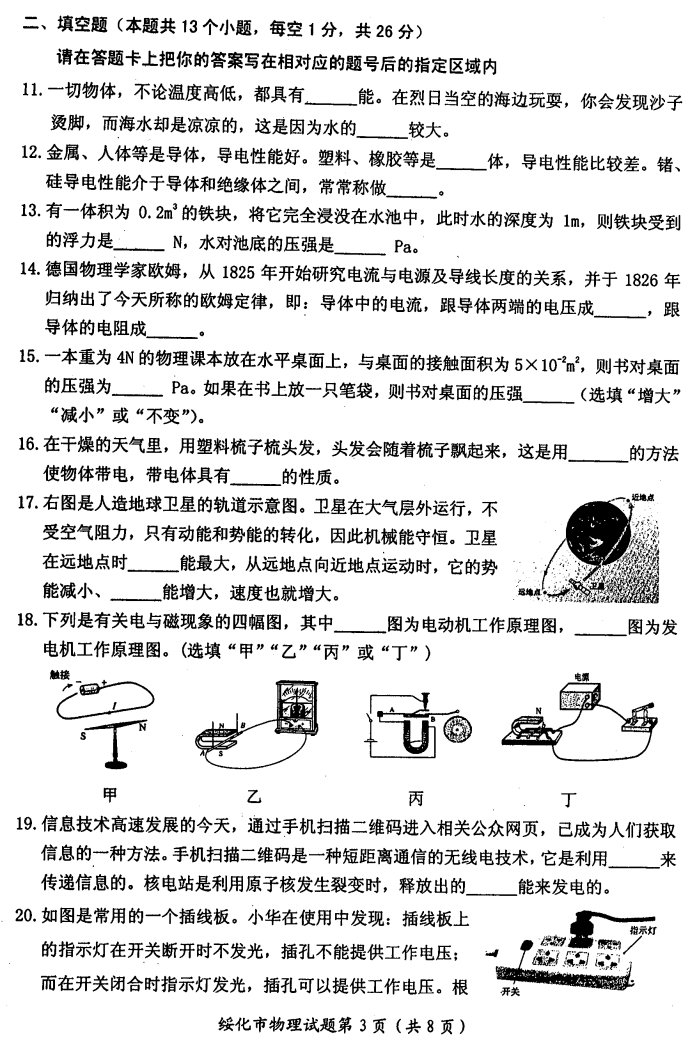 二、填空题（本题共 13 个小题，每空 1 分，共 26 分）
请在答题卡上把你的答案写在相对应的题号后的指定区域内
11. 一切物体，不论温度高低，都具有______能。在烈日当空的海边玩耍，你会发现沙子
烫脚，而海水却是凉凉的，这是因为水的______较大。
12. 金属、人体等是导体，导电性能好。塑料、橡胶等是______体，导电性能比较差。锗、
硅导电性能介于导体和绝缘体之间，常常称做______。
13. 有一体积为 0.2m³ 的铁块，将它完全浸没在水池中，此时水的深度为 1m，则铁块受到
的浮力是______ N，水对池底的压强是______ Pa。
14. 德国物理学家欧姆，从 1825 年开始研究电流与电源及导线长度的关系，并于 1826 年
归纳出了今天所称的欧姆定律，即：导体中的电流，跟导体两端的电压成______，跟
导体的电阻成______。
15. 一本重为 4N 的物理课本放在水平桌面上，与桌面的接触面积为 5×10⁻²m²，则书对桌面
的压强为______ Pa。如果在书上放一只笔袋，则书对桌面的压强______（选填“增大”
“减小”或“不变”）。
16. 在干燥的天气里，用塑料梳子梳头发，头发会随着梳子飘起来，这是用______的方法
使物体带电，带电体具有______的性质。
17. 右图是人造地球卫星的轨道示意图。卫星在大气层外运行，不
受空气阻力，只有动能和势能的转化，因此机械能守恒。卫星
在远地点时______能最大，从远地点向近地点运动时，它的势
能减小、______能增大，速度也就增大。
近地点
远地点
卫星
18. 下列是有关电与磁现象的四幅图，其中______图为电动机工作原理图，______图为发
电机工作原理图。（选填“甲”“乙”“丙”或“丁”）
触接
- +
I
S N
N B
A S
A B
电源
N
甲 乙 丙 丁
19. 信息技术高速发展的今天，通过手机扫描二维码进入相关公众网页，已成为人们获取
信息的一种方法。手机扫描二维码是一种短距离通信的无线电技术，它是利用______来
传递信息的。核电站是利用原子核发生裂变时，释放出的______能来发电的。
20. 如图是常用的一个插线板。小华在使用中发现：插线板上
的指示灯在开关断开时不发光，插孔不能提供工作电压；
而在开关闭合时指示灯发光，插孔可以提供工作电压。根
指示灯
开关
绥化市物理试题第 3 页（共 8 页）